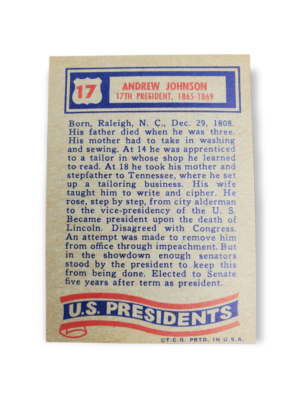 17
ANDREW JOHNSON
17TH PRESIDENT, 1865-1869
Born, Raleigh, N. C., Dec. 29, 1808.
His father died when he was three.
His mother had to take in washing
and sewing. At 14 he was apprenticed
to a tailor in whose shop he learned
to read. At 18 he took his mother and
stepfather to Tennessee, where he set
up a tailoring business. His wife
taught him to write and cipher. He
rose, step by step, from city alderman
to the vice-presidency of the U. S.
Became president upon the death of
Lincoln. Disagreed with Congress.
An attempt was made to remove him
from office through impeachment. But
in the showdown enough senators
stood by the president to keep this
from being done. Elected to Senate
five years after term as president.
U.S. PRESIDENTS
©T.C.G. PRTD. IN U.S.A.